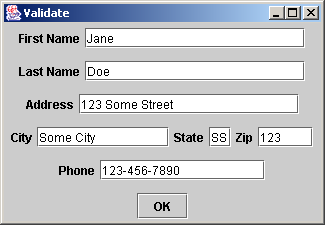 Validate
First Name Jane
Last Name Doe
Address 123 Some Street
City Some City State SS Zip 123
Phone 123-456-7890
OK